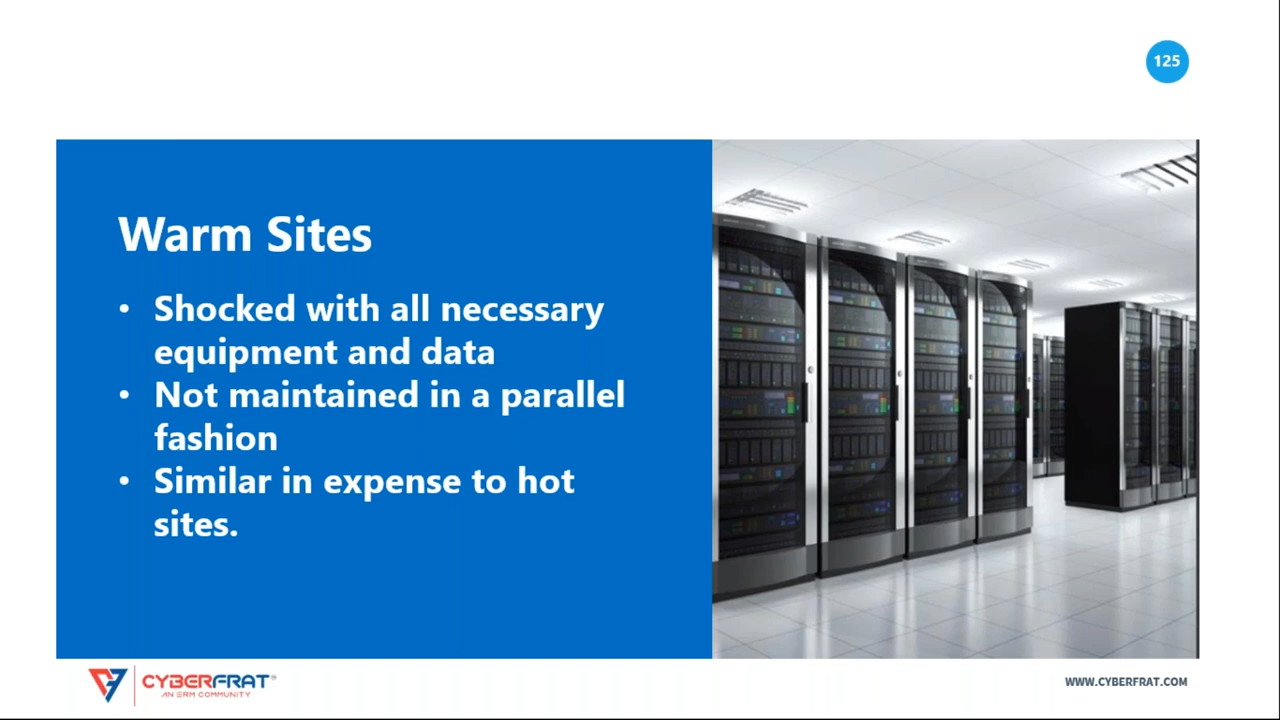 125
Warm Sites
• Shocked with all necessary
equipment and data
• Not maintained in a parallel
fashion
• Similar in expense to hot
sites.
CYBERFRAT®
AN ERM COMMUNITY
WWW.CYBERFRAT.COM